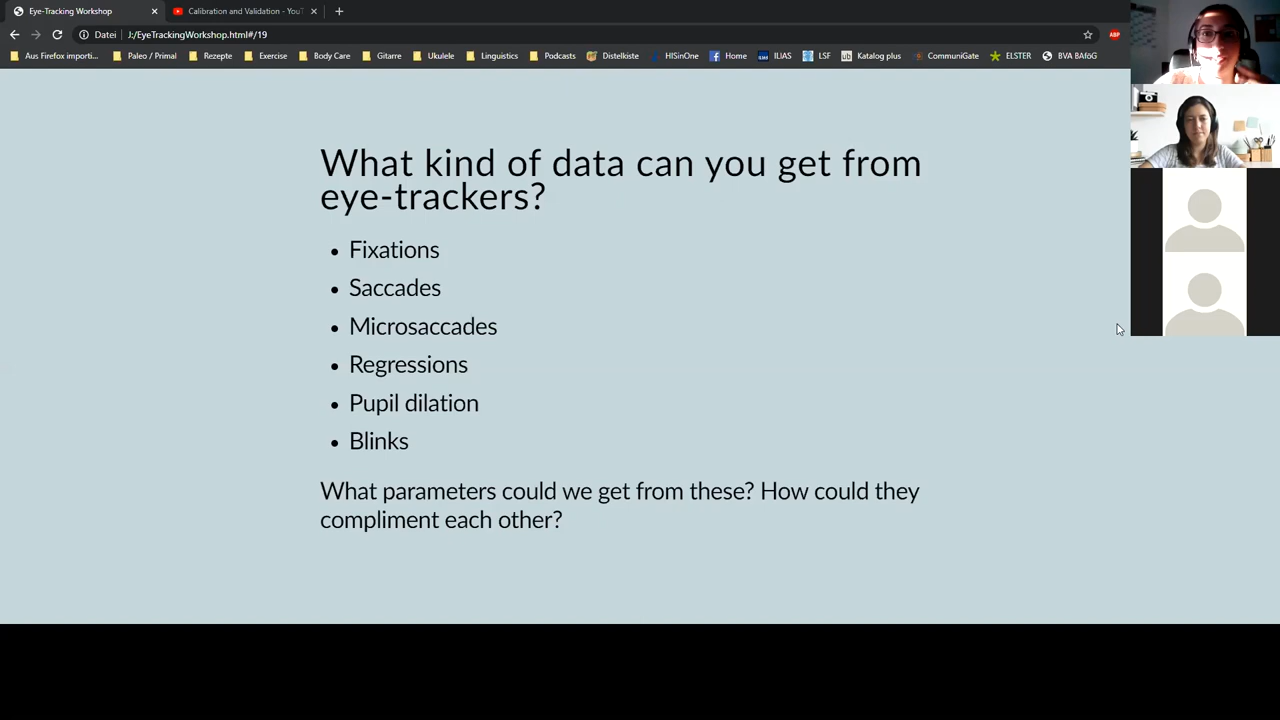 Eye-Tracking Workshop
Calibration and Validation - YouT
Datei J:/EyeTrackingWorkshop.html#/19
ABP
Aus Firefox importi... Paleo / Primal Rezepte Exercise Body Care Gitarre Ukulele Linguistics Podcasts Distelkiste HISinOne Home ILIAS LSF Katalog plus CommuniGate ELSTER BVA BAföG
What kind of data can you get from
eye-trackers?
• Fixations
• Saccades
• Microsaccades
• Regressions
• Pupil dilation
• Blinks
What parameters could we get from these? How could they
compliment each other?